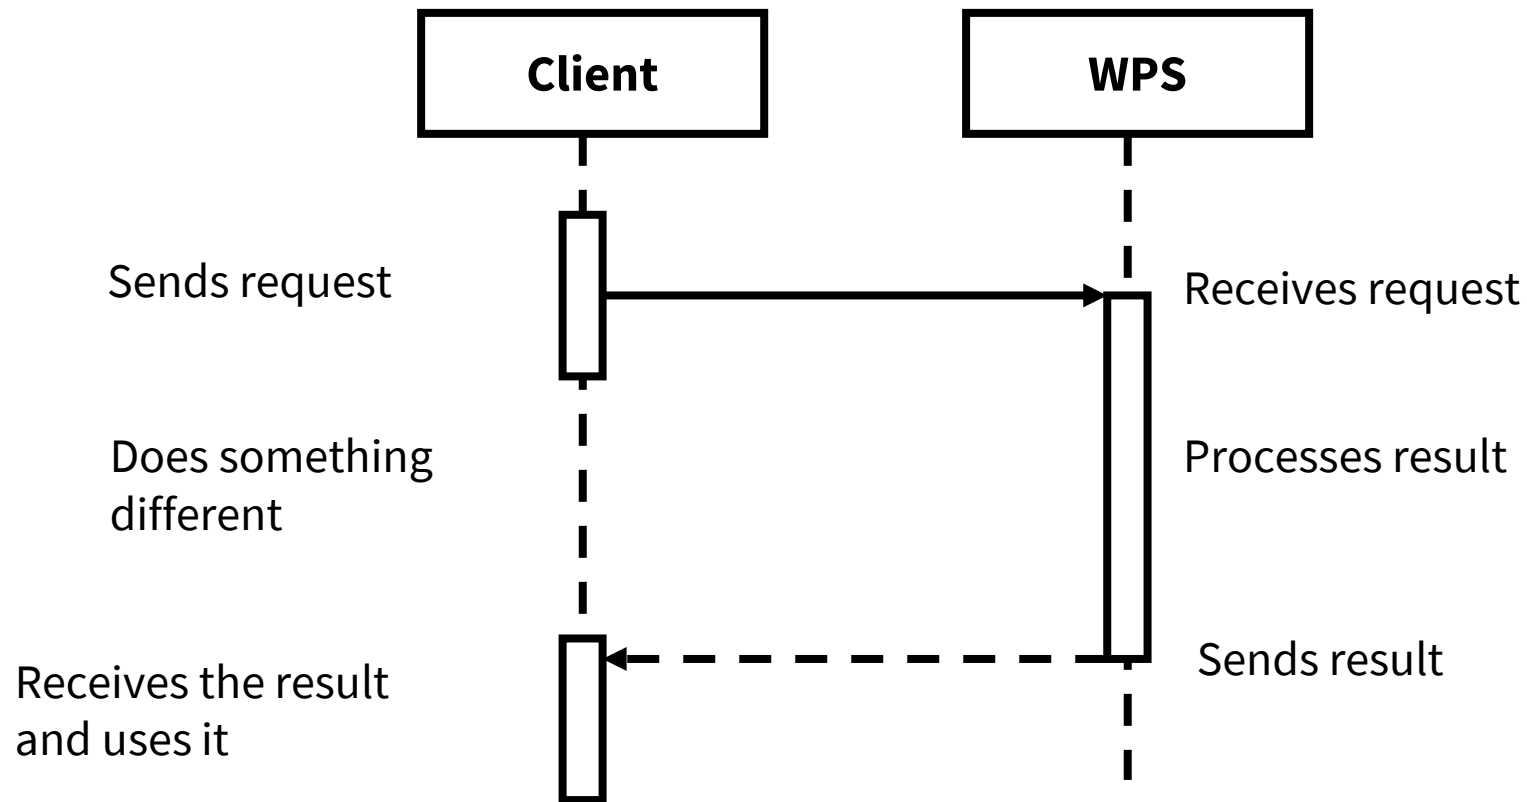 Client
WPS
Sends request
Receives request
Does something
different
Processes result
Sends result
Receives the result
and uses it